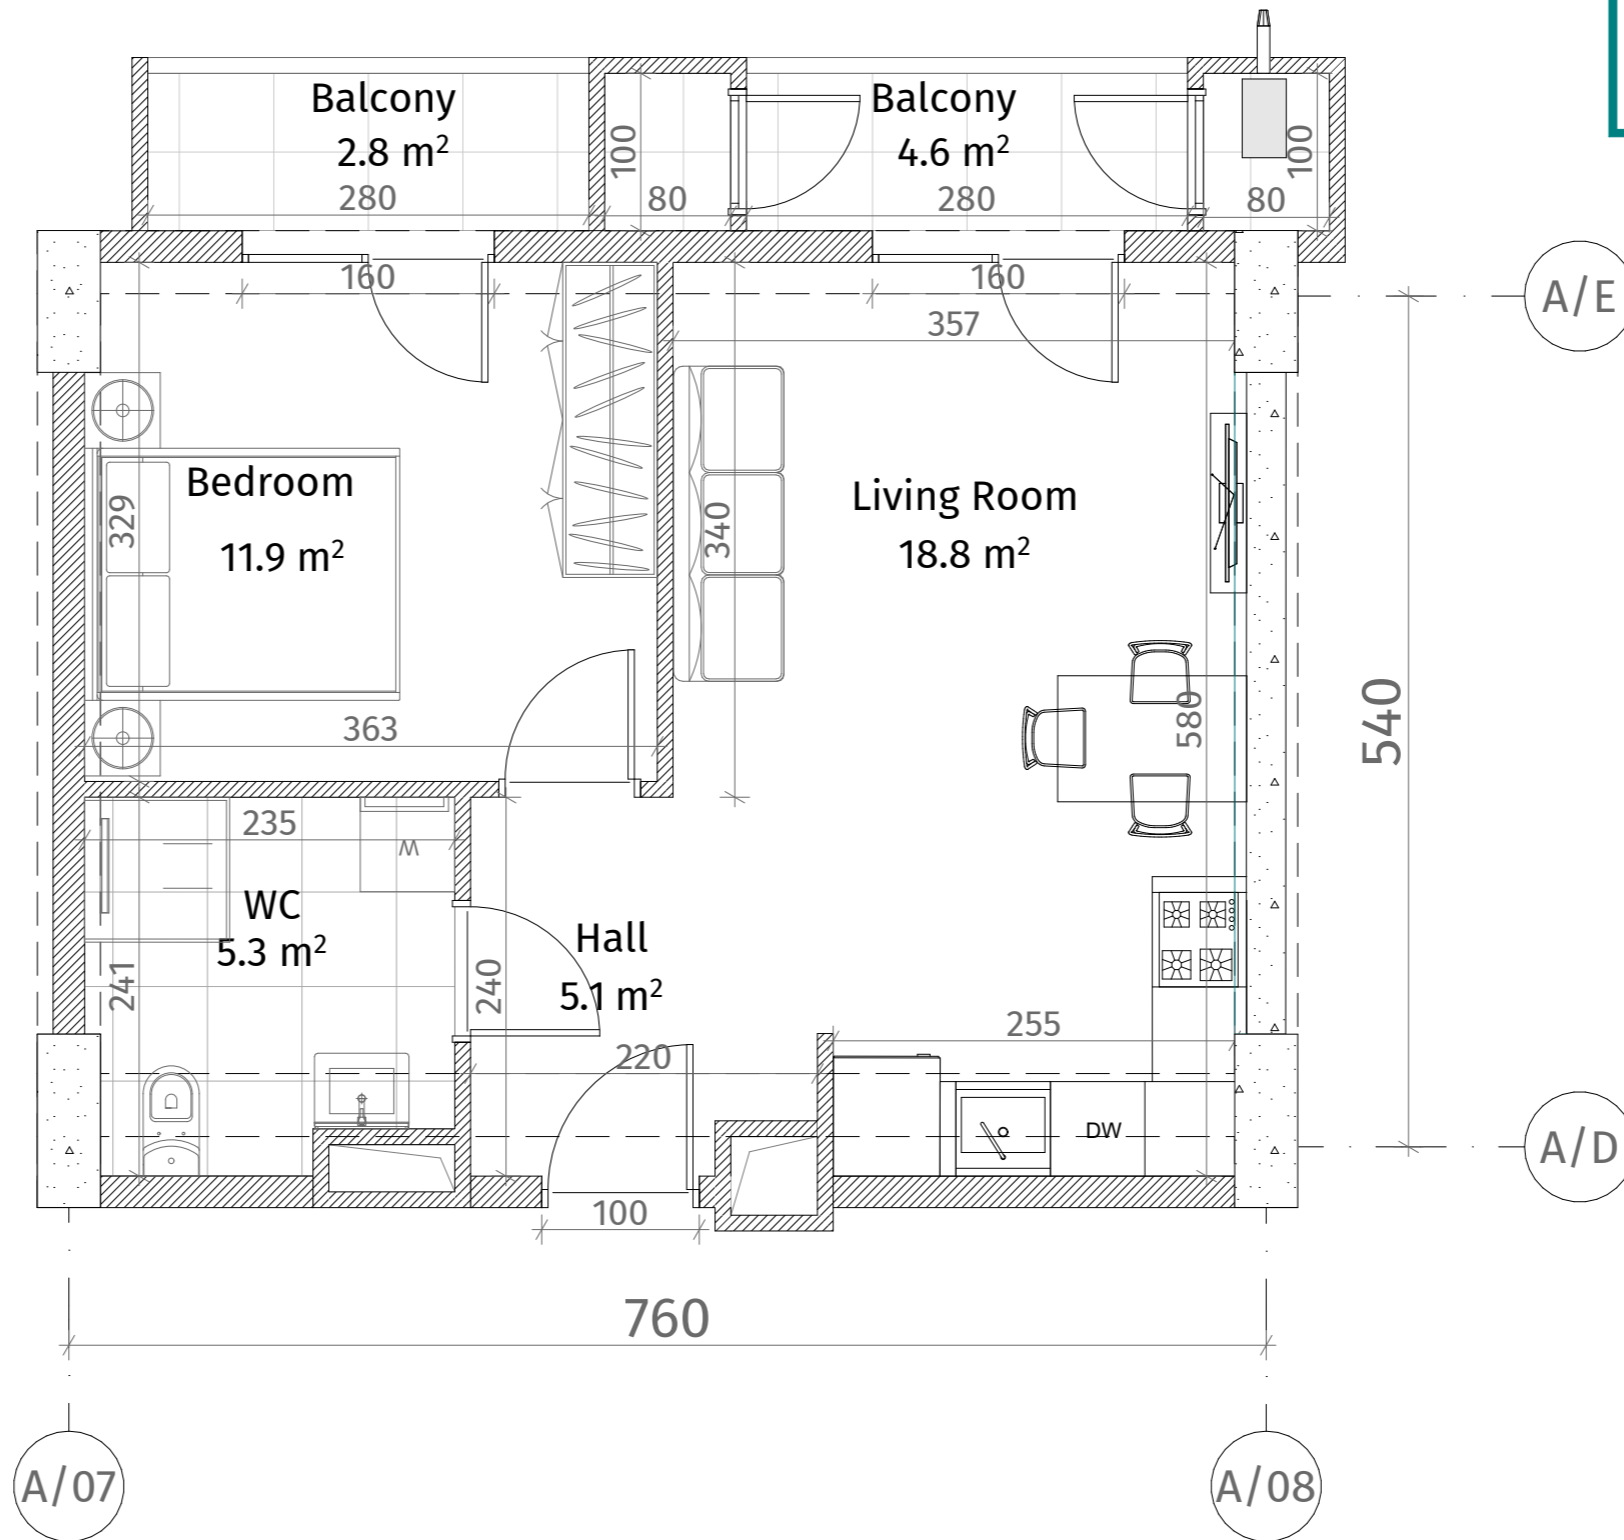 Balcony
2.8 m²
Balcony
4.6 m²
100
100
280
80
280
80
160
160
357
A/E
Bedroom
11.9 m²
329
340
Living Room
18.8 m²
363
580
540
235
W
WC
5.3 m²
241
240
Hall
5.1 m²
255
220
DW
A/D
100
760
A/07
A/08